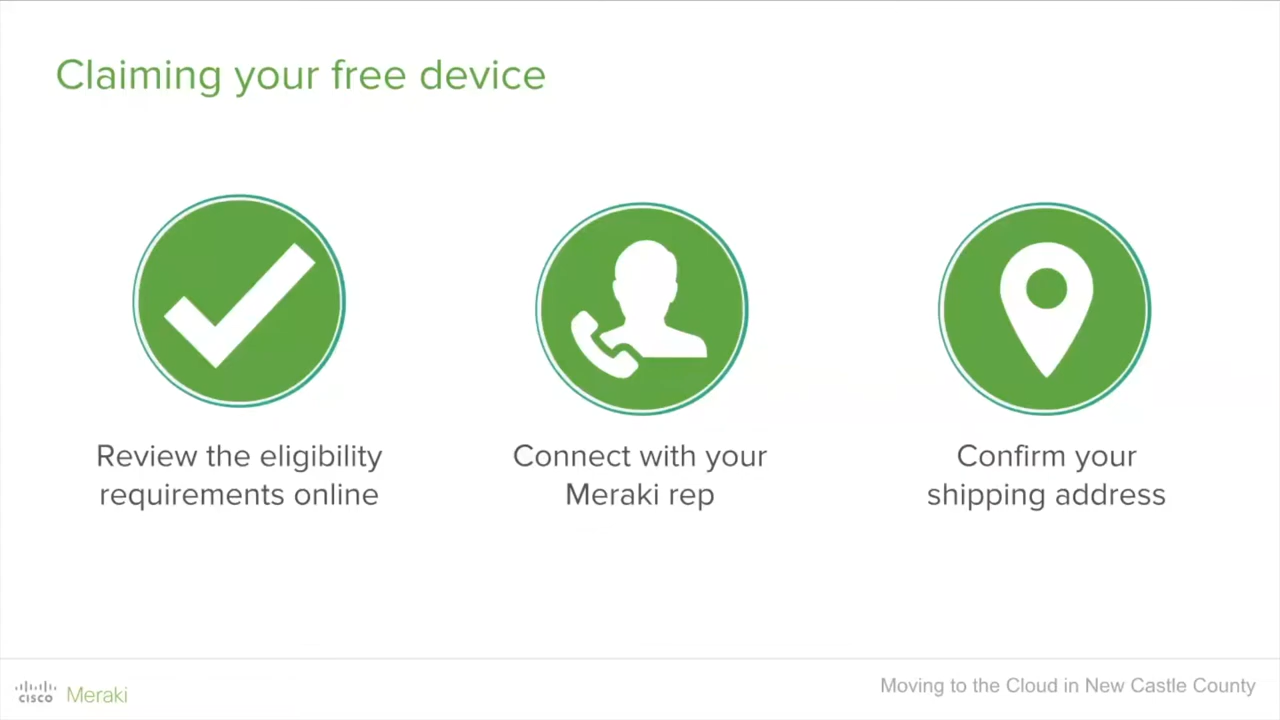 Claiming your free device
Review the eligibility
requirements online
Connect with your
Meraki rep
Confirm your
shipping address
CISCO Meraki
Moving to the Cloud in New Castle County